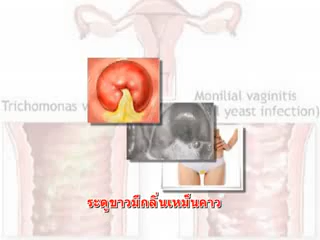 Monilial vaginitis
Trichomonas v
yeast infection)
ระดูขาวมีกลิ่นเหม็นคาว